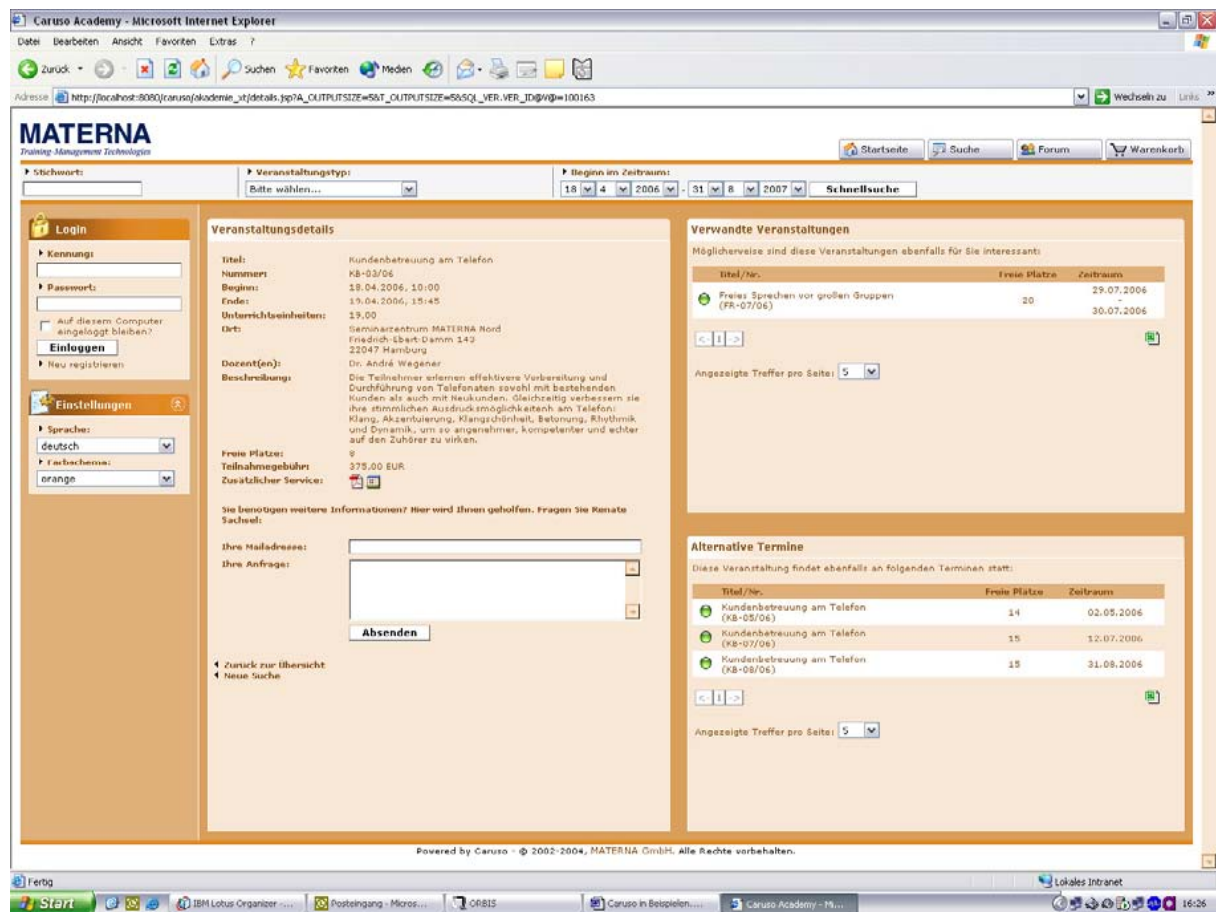 Caruso Academy - Microsoft Internet Explorer
Datei Bearbeiten Ansicht Favoriten Extras ?
Zurück Suchen Favoriten Medien
Adresse http://localhost:8080/caruso/akademie_xt/details.jsp?A_OUTPUTSIZE=5&T_OUTPUTSIZE=5&SQL_VER.VER_ID@V@=100163 Wechseln zu Links »
MATERNA
Training-Management Technologies
Startseite Suche Forum Warenkorb
Stichwort: Veranstaltungstyp: Beginn im Zeitraum:
Bitte wählen... 18 4 2006 - 31 8 2007 Schnellsuche
Login
Kennung:
Passwort:
Auf diesem Computer
eingeloggt bleiben?
Einloggen
Neu registrieren
Einstellungen
Sprache:
deutsch
Farbschema:
orange
Veranstaltungsdetails
Titel: Kundenbetreuung am Telefon
Nummer: KB-03/06
Beginn: 18.04.2006, 10:00
Ende: 19.04.2006, 15:45
Unterrichtseinheiten: 19.00
Ort: Seminarzentrum MATERNA Nord
Friedrich-Ebert-Damm 143
22047 Hamburg
Dozent(en): Dr. André Wegener
Beschreibung: Die Teilnehmer erlernen effektivere Vorbereitung und
Durchführung von Telefonaten sowohl mit bestehenden
Kunden als auch mit Neukunden. Gleichzeitig verbessern sie
ihre stimmlichen Ausdrucksmöglichkeitenh am Telefon:
Klang, Akzentuierung, Klangschönheit, Betonung, Rhythmik
und Dynamik, um so angenehmer, kompetenter und echter
auf den Zuhörer zu wirken.
Freie Plätze: 8
Teilnahmegebühr: 375.00 EUR
Zusätzlicher Service:
Sie benötigen weitere Informationen? Hier wird Ihnen geholfen. Fragen Sie Renate
Sachsel:
Ihre Mailadresse:
Ihre Anfrage:
Absenden
Zurück zur Übersicht
Neue Suche
Verwandte Veranstaltungen
Möglicherweise sind diese Veranstaltungen ebenfalls für Sie interessant:
Titel/Nr. Freie Plätze Zeitraum
Freies Sprechen vor großen Gruppen
(FR-07/06) 20 29.07.2006
-
30.07.2006
<- 1 ->
Angezeigte Treffer pro Seite: 5
Alternative Termine
Diese Veranstaltung findet ebenfalls an folgenden Terminen statt:
Titel/Nr. Freie Plätze Zeitraum
Kundenbetreuung am Telefon
(KB-05/06) 14 02.05.2006
Kundenbetreuung am Telefon
(KB-07/06) 15 12.07.2006
Kundenbetreuung am Telefon
(KB-08/06) 15 31.08.2006
<- 1 ->
Angezeigte Treffer pro Seite: 5
Powered by Caruso - © 2002-2004, MATERNA GmbH. Alle Rechte vorbehalten.
Fertig Lokales Intranet
Start IBM Lotus Organizer -... Posteingang - Micros... ORBIS Caruso in Beispielen.... Caruso Academy - Mi... 16:26